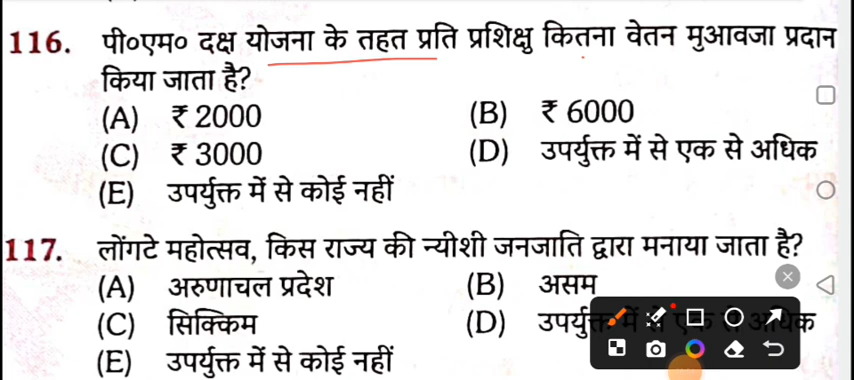 116. पी०एम० दक्ष योजना के तहत प्रति प्रशिक्षु कितना वेतन मुआवजा प्रदान
किया जाता है?
(A) ₹ 2000 (B) ₹ 6000
(C) ₹ 3000 (D) उपर्युक्त में से एक से अधिक
(E) उपर्युक्त में से कोई नहीं
117. लोंगटे महोत्सव, किस राज्य की न्यीशी जनजाति द्वारा मनाया जाता है?
(A) अरुणाचल प्रदेश (B) असम
(C) सिक्किम (D) उपर्युक्त में से एक से अधिक
(E) उपर्युक्त में से कोई नहीं